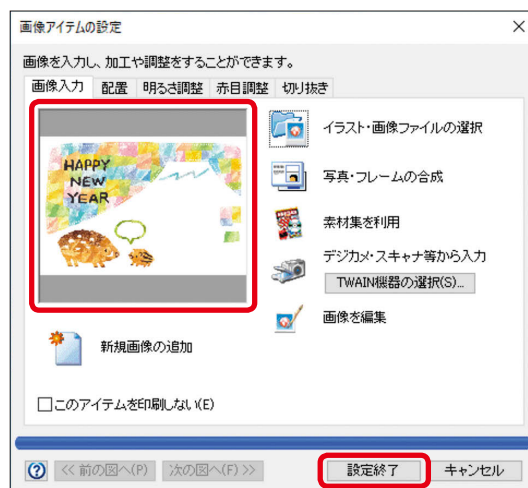 画像アイテムの設定
画像を入力し、加工や調整をすることができます。
画像入力 配置 明るさ調整 赤目調整 切り抜き
HAPPY
NEW
YEAR
イラスト・画像ファイルの選択
写真・フレームの合成
素材集を利用
デジカメ・スキャナ等から入力
TWAIN機器の選択(S)...
画像を編集
新規画像の追加
このアイテムを印刷しない(E)
<< 前の図へ(P) 次の図へ(F) >> 設定終了 キャンセル